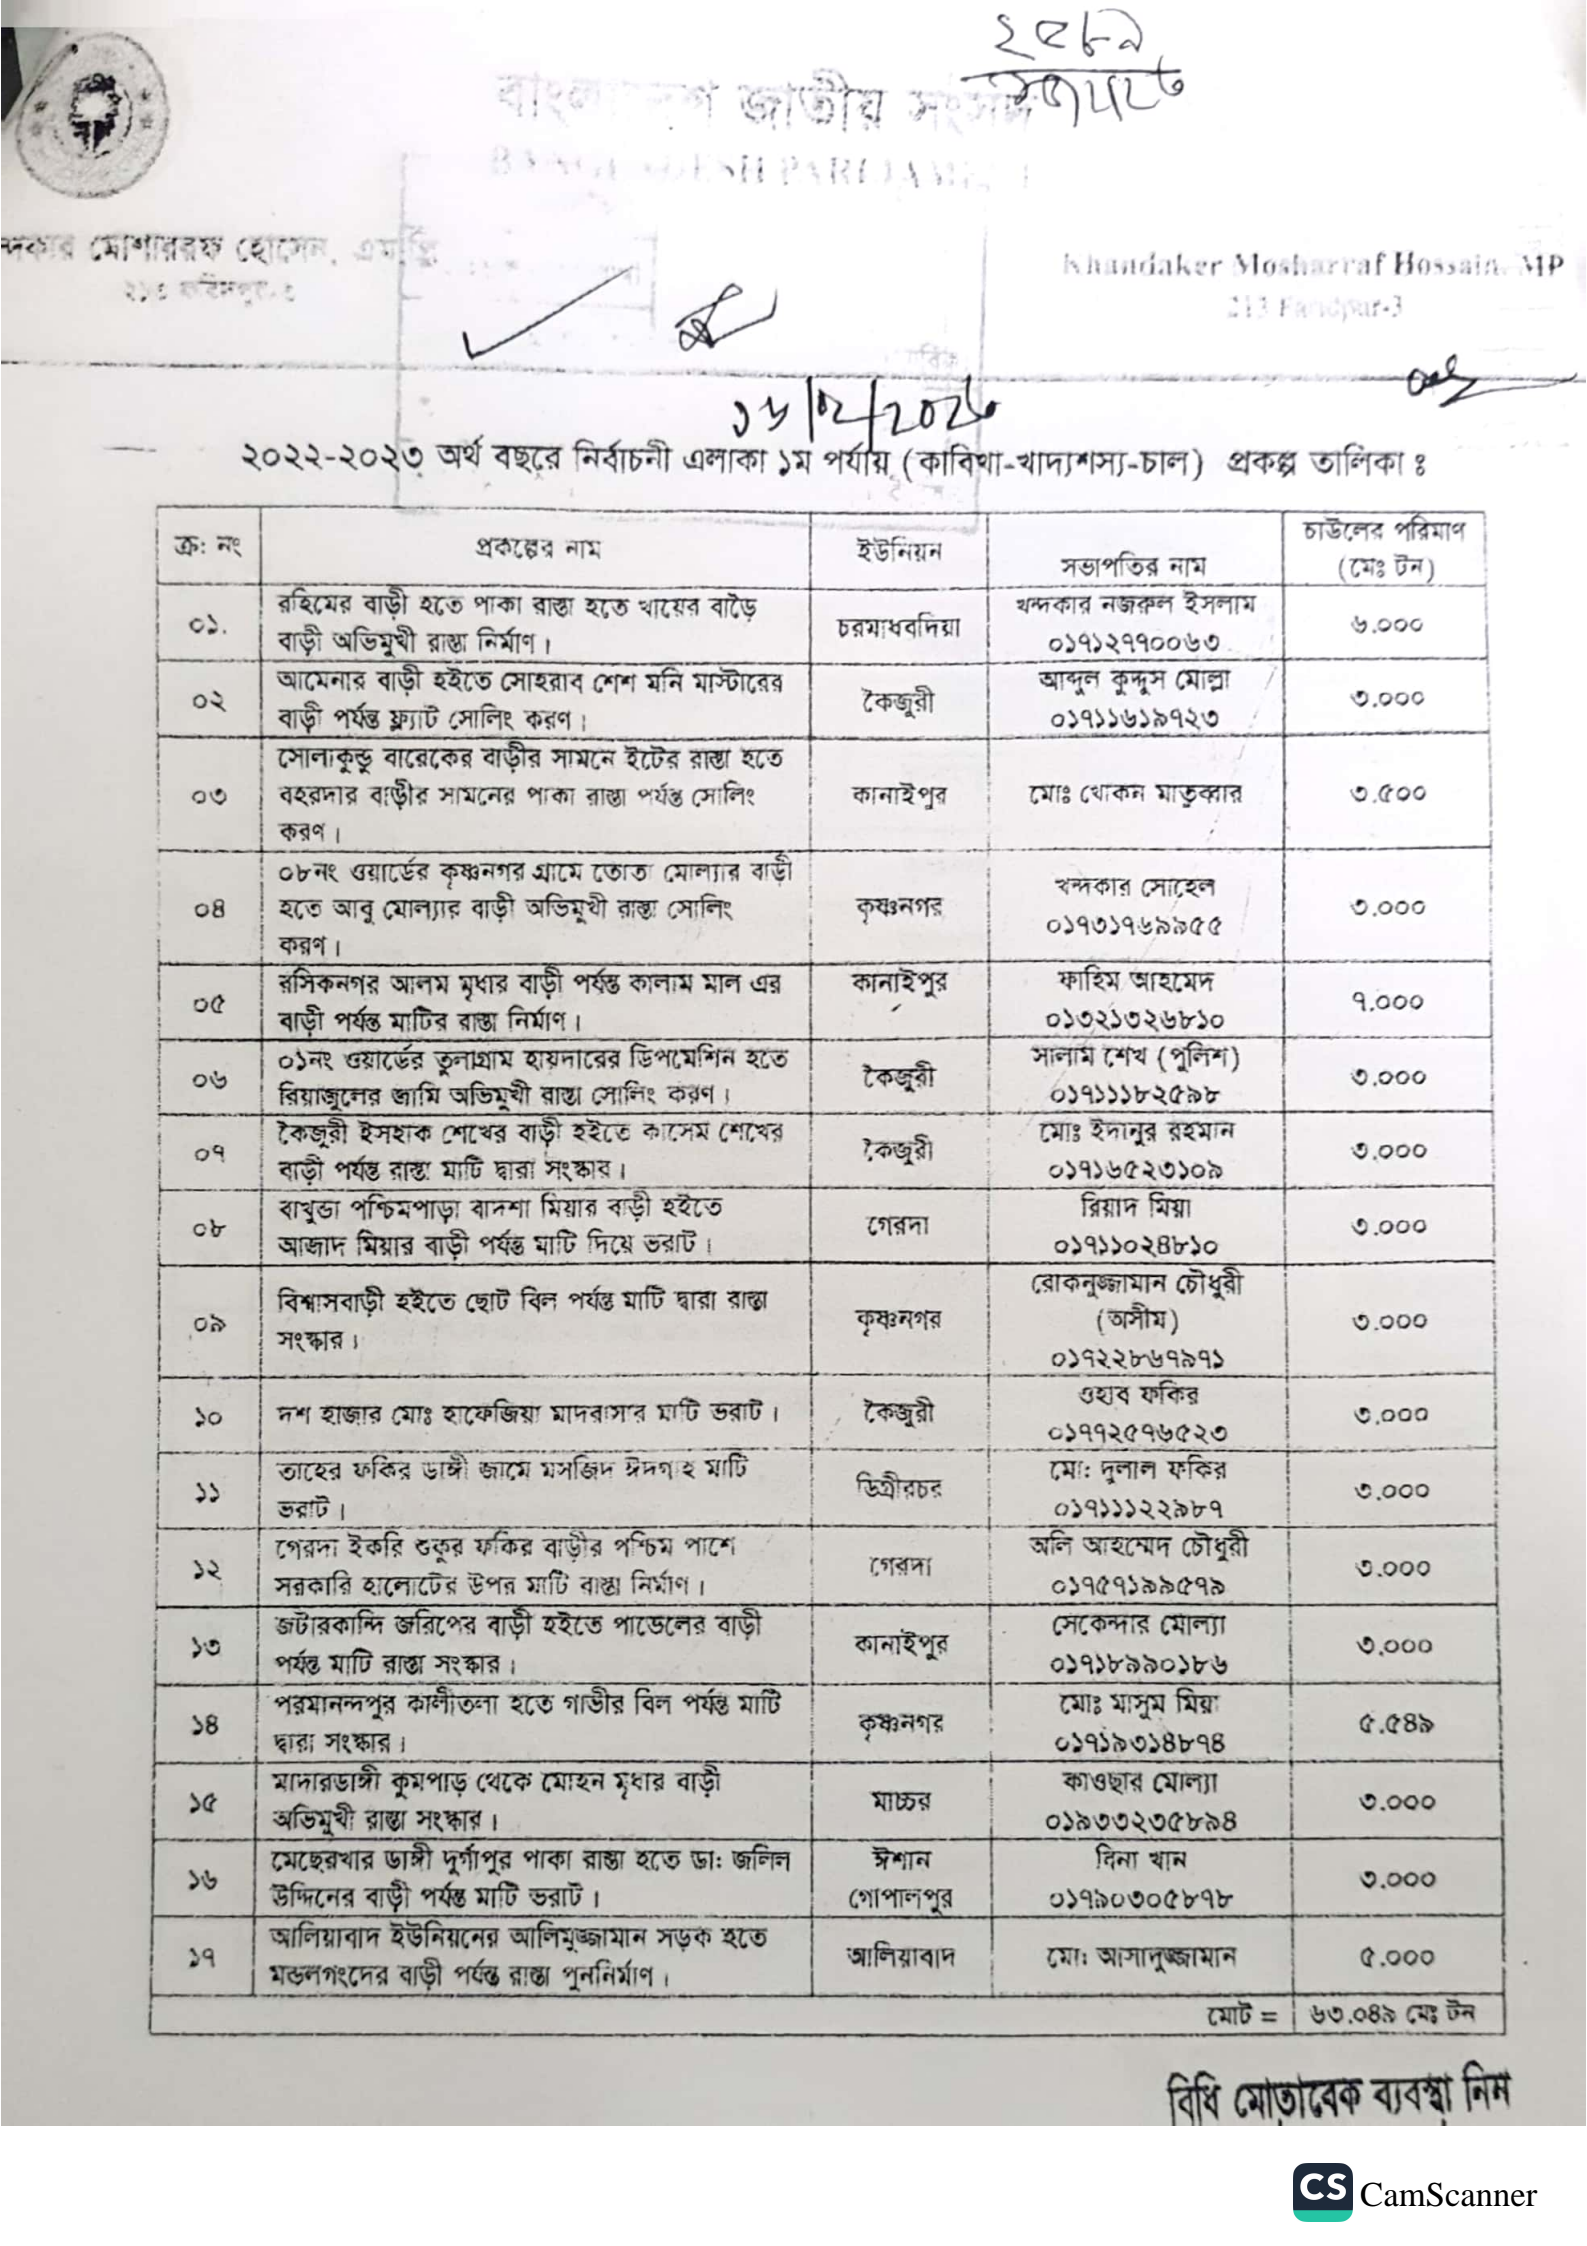 ২৫৮৯
বাংলাদেশ জাতীয় সংসদ
BANGLADESH PARLIAMENT
ন্দকার মোশাররফ হোসেন, এমপি
২১৩ ফরিদপুর-৩
Khandaker Mosharraf Hossain, MP
213 Faridpur-3
১৬/০২/২০২৩
২০২২-২০২৩ অর্থ বছরে নির্বাচনী এলাকা ১ম পর্যায় (কাবিখা-খাদ্যশস্য-চাল) প্রকল্প তালিকা ঃ
ক্র: নং প্রকল্পের নাম ইউনিয়ন সভাপতির নাম চাউলের পরিমাণ
(মেঃ টন)
০১. রহিমের বাড়ী হতে পাকা রাস্তা হতে খায়ের বাড়ৈ
বাড়ী অভিমুখী রাস্তা নির্মাণ। চরমাধবদিয়া খন্দকার নজরুল ইসলাম
০১৭১২৭৭০০৬৩ ৬.০০০
০২ আমেনার বাড়ী হইতে সোহরাব শেশ মনি মাস্টারের
বাড়ী পর্যন্ত ফ্ল্যাট সোলিং করণ। কৈজুরী আব্দুল কুদ্দুস মোল্লা
০১৭১১৬১৯৭২৩ ৩.০০০
০৩ সোলাকুন্ডু বারেকের বাড়ীর সামনে ইটের রাস্তা হতে
বহরদার বাড়ীর সামনের পাকা রাস্তা পর্যন্ত সোলিং
করণ। কানাইপুর মোঃ খোকন মাতুব্বার ৩.৫০০
০৪ ০৮নং ওয়ার্ডের কৃষ্ণনগর গ্রামে তোতা মোল্যার বাড়ী
হতে আবু মোল্যার বাড়ী অভিমুখী রাস্তা সোলিং
করণ। কৃষ্ণনগর খন্দকার সোহেল
০১৭৩১৭৬৯৯৫৫ ৩.০০০
০৫ রসিকনগর আলম মৃধার বাড়ী পর্যন্ত কালাম মাল এর
বাড়ী পর্যন্ত মাটির রাস্তা নির্মাণ। কানাইপুর ফাহিম আহমেদ
০১৩২১৩২৬৮১০ ৭.০০০
০৬ ০১নং ওয়ার্ডের তুলাগ্রাম হায়দারের ডিপমেশিন হতে
রিয়াজুলের জামি অভিমুখী রাস্তা সোলিং করণ। কৈজুরী সালাম শেখ (পুলিশ)
০১৭১১১৮২৫৯৮ ৩.০০০
০৭ কৈজুরী ইসহাক শেখের বাড়ী হইতে কাসেম শেখের
বাড়ী পর্যন্ত রাস্তা মাটি দ্বারা সংস্কার। কৈজুরী মোঃ ইদানুর রহমান
০১৭১৬৫২৩১০৯ ৩.০০০
০৮ বাখুন্ডা পশ্চিমপাড়া বাদশা মিয়ার বাড়ী হইতে
আজাদ মিয়ার বাড়ী পর্যন্ত মাটি দিয়ে ভরাট। গেরদা রিয়াদ মিয়া
০১৭১১০২৪৮১০ ৩.০০০
০৯ বিশ্বাসবাড়ী হইতে ছোট বিল পর্যন্ত মাটি দ্বারা রাস্তা
সংস্কার। কৃষ্ণনগর রোকনুজ্জামান চৌধুরী
(অসীম)
০১৭২২৮৬৭৯৭১ ৩.০০০
১০ দশ হাজার মোঃ হাফেজিয়া মাদরাসার মাটি ভরাট। কৈজুরী ওহাব ফকির
০১৭৭২৫৭৬৫২৩ ৩.০০০
১১ তাহের ফকির ডাঙ্গী জামে মসজিদ ঈদগাহ মাটি
ভরাট। ডিগ্রীরচর মো: দুলাল ফকির
০১৭১১১২২৯৮৭ ৩.০০০
১২ গেরদা ইকরি শুকুর ফকির বাড়ীর পশ্চিম পাশে
সরকারি হালোটের উপর মাটি রাস্তা নির্মাণ। গেরদা অলি আহম্মেদ চৌধুরী
০১৭৫৭১৯৯৫৭৯ ৩.০০০
১৩ জটারকান্দি জরিপের বাড়ী হইতে পাভেলের বাড়ী
পর্যন্ত মাটি রাস্তা সংস্কার। কানাইপুর সেকেন্দার মোল্যা
০১৭১৮৯৯০১৮৬ ৩.০০০
১৪ পরমানন্দপুর কালীতলা হতে গাভীর বিল পর্যন্ত মাটি
দ্বারা সংস্কার। কৃষ্ণনগর মোঃ মাসুম মিয়া
০১৭১৯৩১৪৮৭৪ ৫.৫৪৯
১৫ মাদারডাঙ্গী কুমপাড় থেকে মোহন মৃধার বাড়ী
অভিমুখী রাস্তা সংস্কার। মাচ্চর কাওছার মোল্যা
০১৯৩৩২৩৫৮৯৪ ৩.০০০
১৬ মেছেরখার ডাঙ্গী দুর্গাপুর পাকা রাস্তা হতে ডা: জলিল
উদ্দিনের বাড়ী পর্যন্ত মাটি ভরাট। ঈশান
গোপালপুর দিনা খান
০১৭৯০৩০৫৮৭৮ ৩.০০০
১৭ আলিয়াবাদ ইউনিয়নের আলিমুজ্জামান সড়ক হতে
মন্ডলগংদের বাড়ী পর্যন্ত রাস্তা পুননির্মাণ। আলিয়াবাদ মো: আসাদুজ্জামান ৫.০০০
মোট = ৬৩.০৪৯ মেঃ টন
বিধি মোতাবেক ব্যবস্থা নিন
CS CamScanner